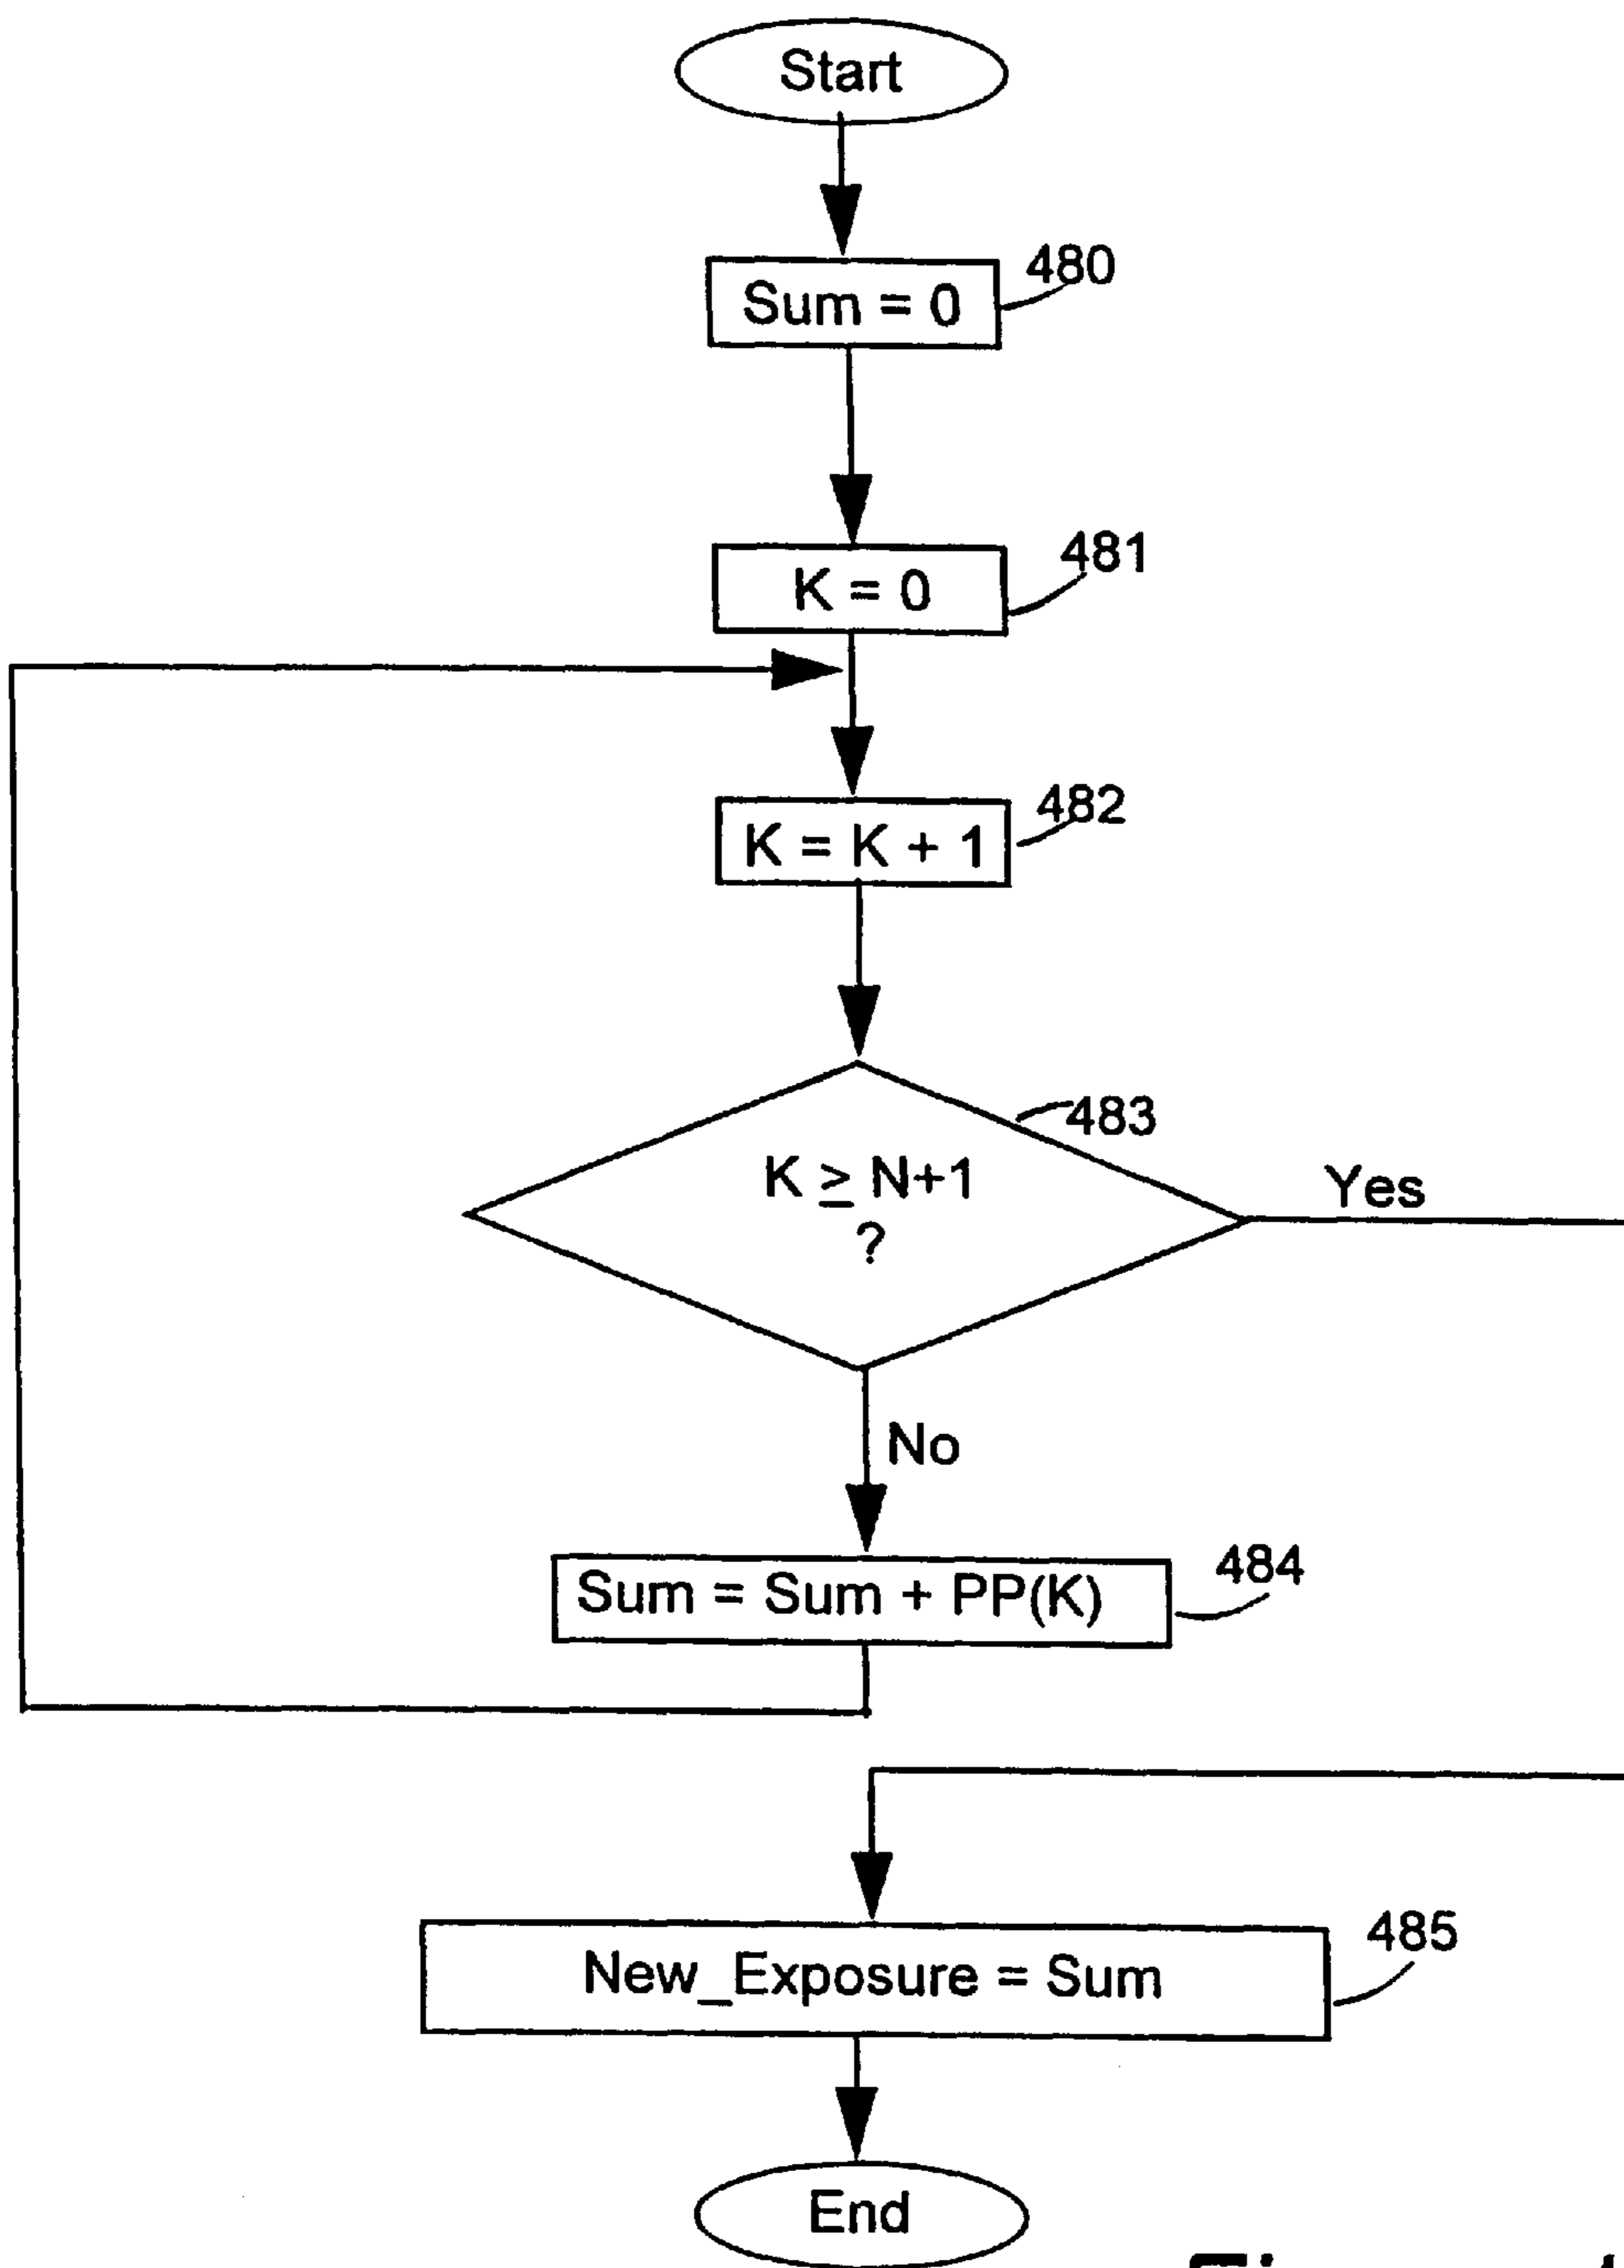 Start
480
Sum = 0
481
K = 0
482
K = K + 1
483
K ≥ N+1
?
Yes
No
484
Sum = Sum + PP(K)
485
New_Exposure = Sum
End